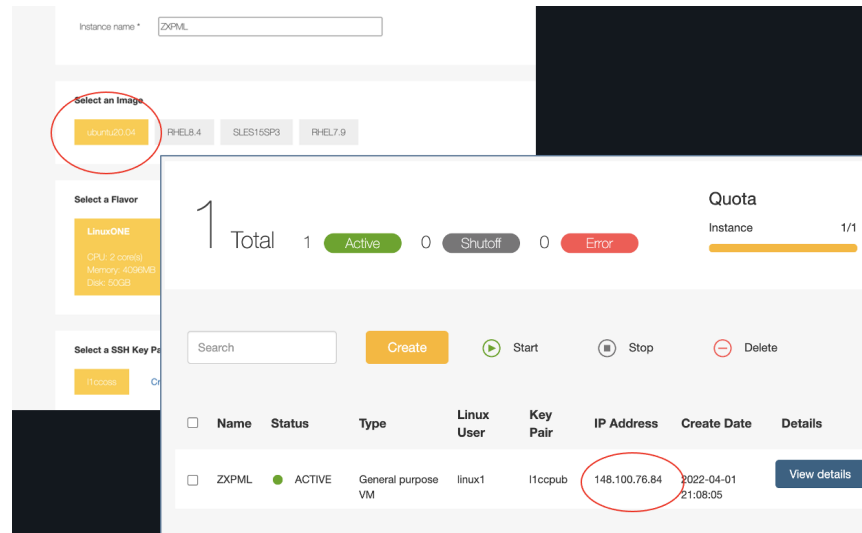 Instance name * ZXPML
Select an Image
ubuntu20.04 RHEL8.4 SLES15SP3 RHEL7.9
Select a Flavor
LinuxONE
CPU: 2 core(s)
Memory: 4096MB
Disk: 50GB
Select a SSH Key Pa
Cr
1 Total 1 Active 0 Shutoff 0 Error
Quota
Instance 1/1
Search Create Start Stop Delete
Name Status Type Linux User Key Pair IP Address Create Date Details
ZXPML ACTIVE General purpose VM linux1 l1ccpub 148.100.76.84 2022-04-01 21:08:05 View details